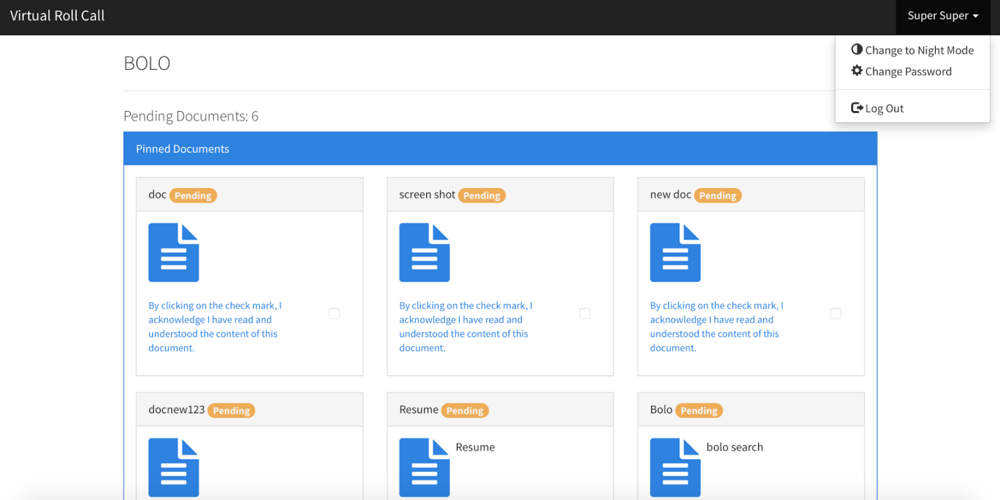 Virtual Roll Call
Super Super
Change to Night Mode
Change Password
Log Out
BOLO
Pending Documents: 6
Pinned Documents
doc Pending
By clicking on the check mark, I
acknowledge I have read and
understood the content of this
document.
screen shot Pending
By clicking on the check mark, I
acknowledge I have read and
understood the content of this
document.
new doc Pending
By clicking on the check mark, I
acknowledge I have read and
understood the content of this
document.
docnew123 Pending
Resume Pending
Resume
Bolo Pending
bolo search